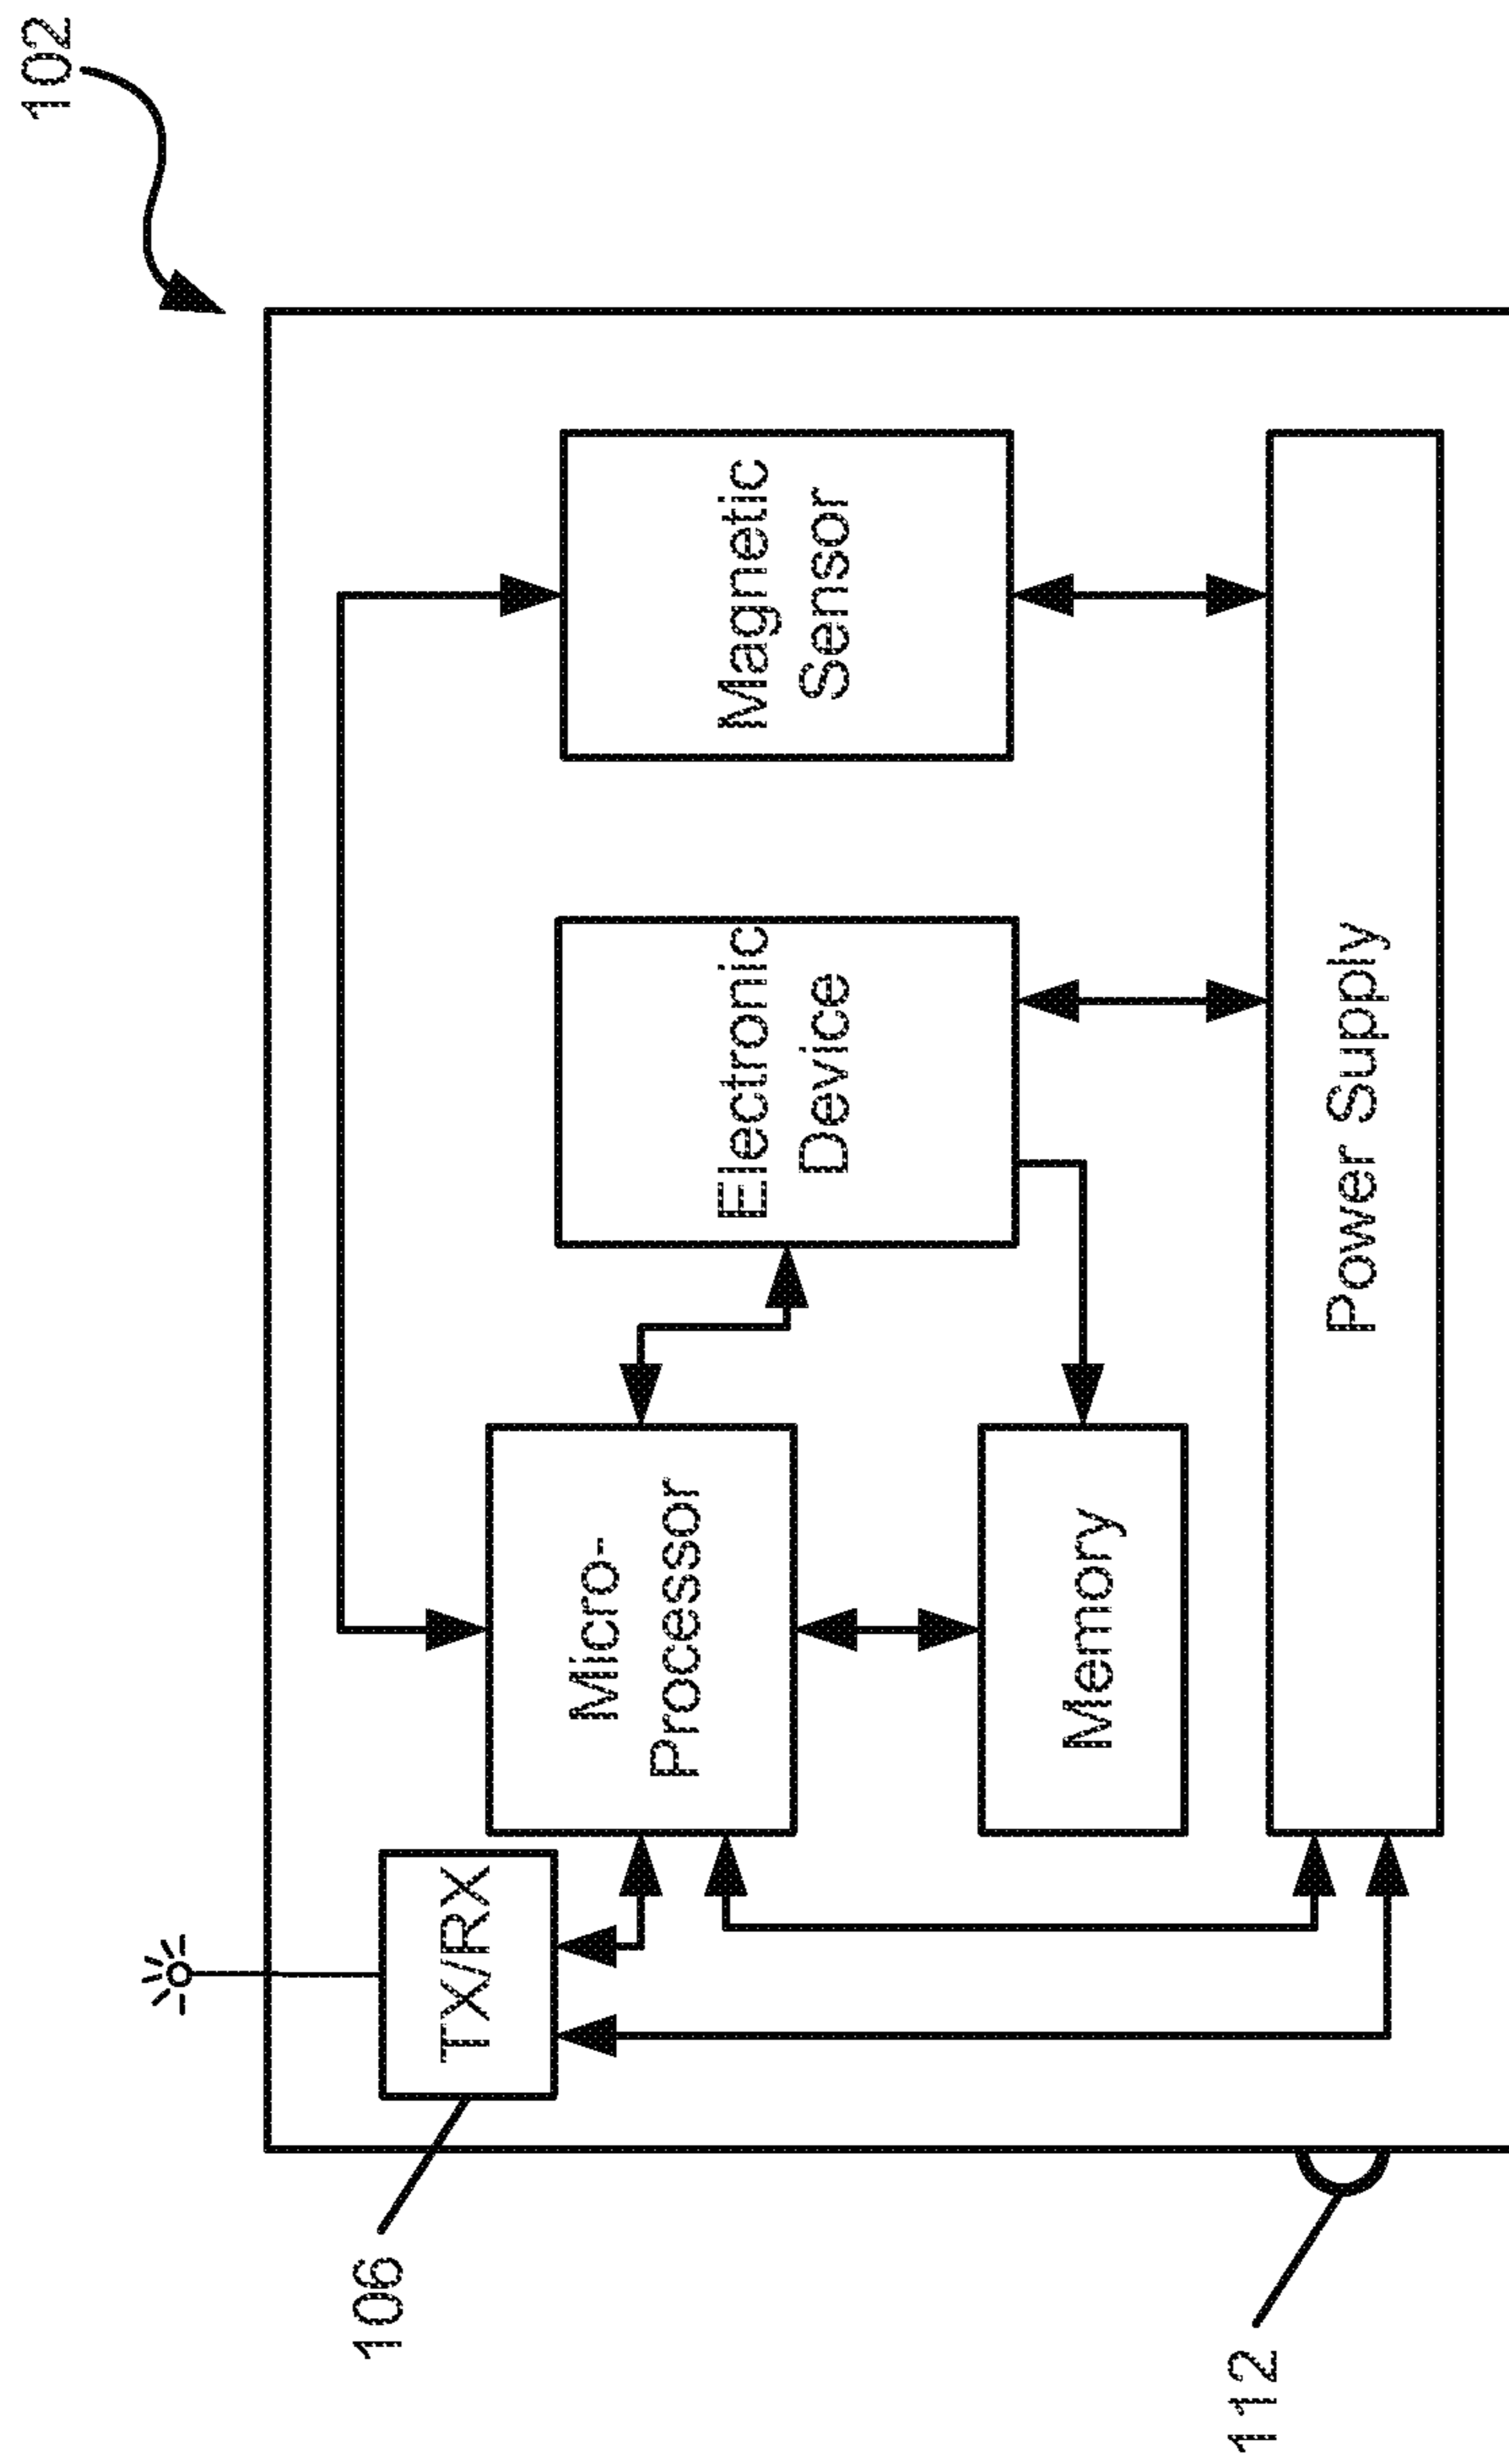 102
106
TX/RX
Micro-
Processor
Electronic
Device
Magnetic
Sensor
Memory
112
Power Supply